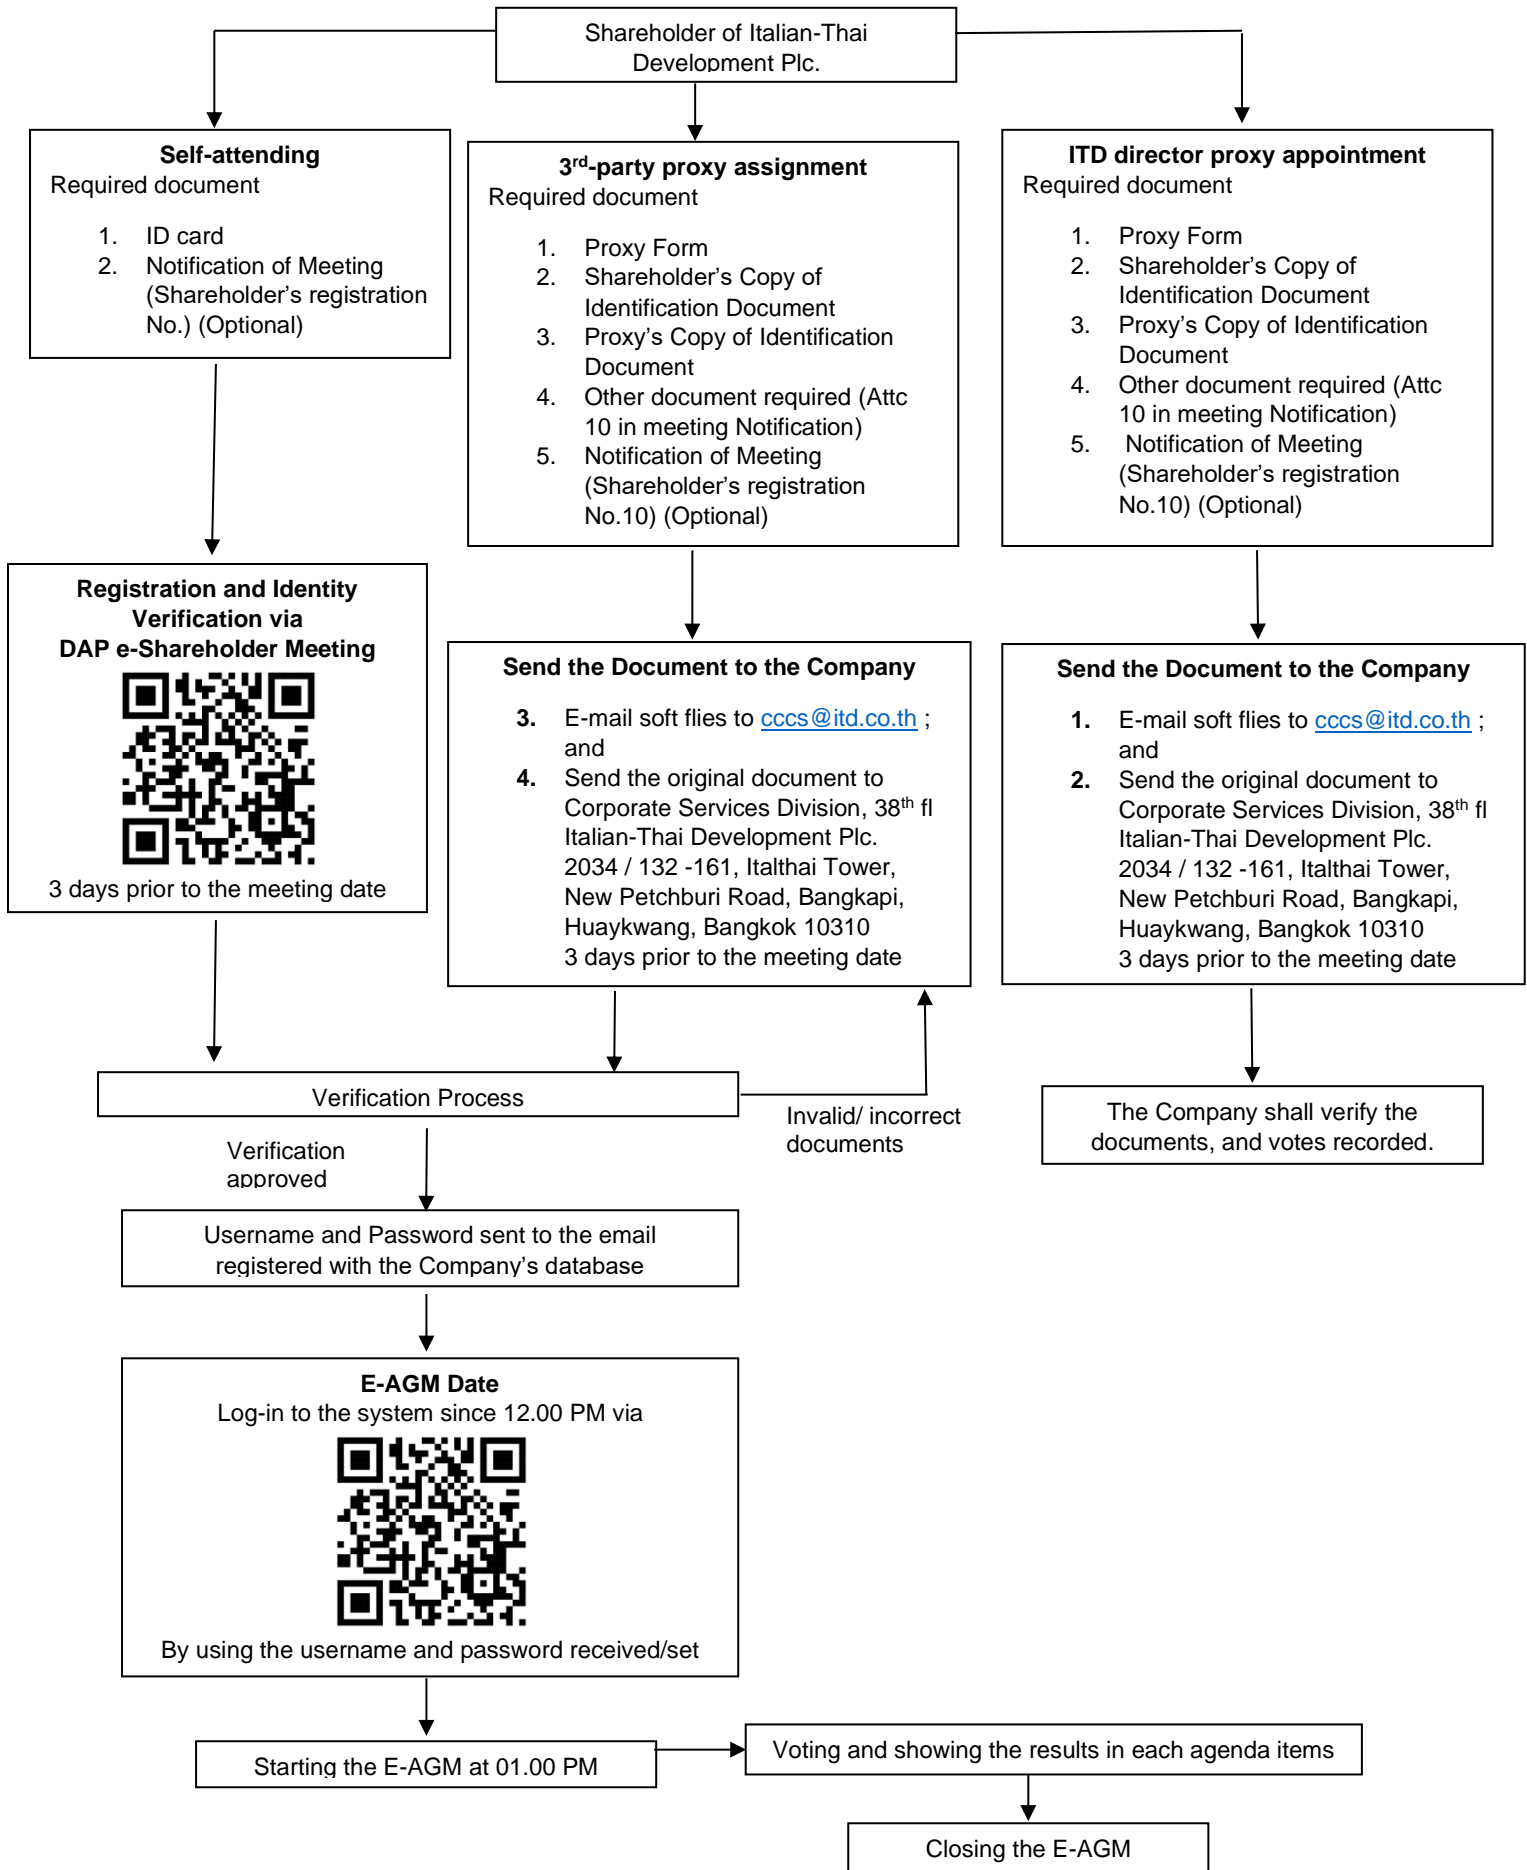 Shareholder of Italian-Thai
Development Plc.
Self-attending
Required document
1. ID card
2. Notification of Meeting
(Shareholder’s registration
No.) (Optional)
3rd-party proxy assignment
Required document
1. Proxy Form
2. Shareholder’s Copy of
Identification Document
3. Proxy’s Copy of Identification
Document
4. Other document required (Attc
10 in meeting Notification)
5. Notification of Meeting
(Shareholder’s registration
No.10) (Optional)
ITD director proxy appointment
Required document
1. Proxy Form
2. Shareholder’s Copy of
Identification Document
3. Proxy’s Copy of Identification
Document
4. Other document required (Attc
10 in meeting Notification)
5. Notification of Meeting
(Shareholder’s registration
No.10) (Optional)
Registration and Identity
Verification via
DAP e-Shareholder Meeting
3 days prior to the meeting date
Send the Document to the Company
3. E-mail soft flies to cccs@itd.co.th ;
and
4. Send the original document to
Corporate Services Division, 38th fl
Italian-Thai Development Plc.
2034 / 132 -161, Italthai Tower,
New Petchburi Road, Bangkapi,
Huaykwang, Bangkok 10310
3 days prior to the meeting date
Send the Document to the Company
1. E-mail soft flies to cccs@itd.co.th ;
and
2. Send the original document to
Corporate Services Division, 38th fl
Italian-Thai Development Plc.
2034 / 132 -161, Italthai Tower,
New Petchburi Road, Bangkapi,
Huaykwang, Bangkok 10310
3 days prior to the meeting date
Verification Process
Invalid/ incorrect
documents
The Company shall verify the
documents, and votes recorded.
Verification
approved
Username and Password sent to the email
registered with the Company’s database
E-AGM Date
Log-in to the system since 12.00 PM via
By using the username and password received/set
Starting the E-AGM at 01.00 PM
Voting and showing the results in each agenda items
Closing the E-AGM